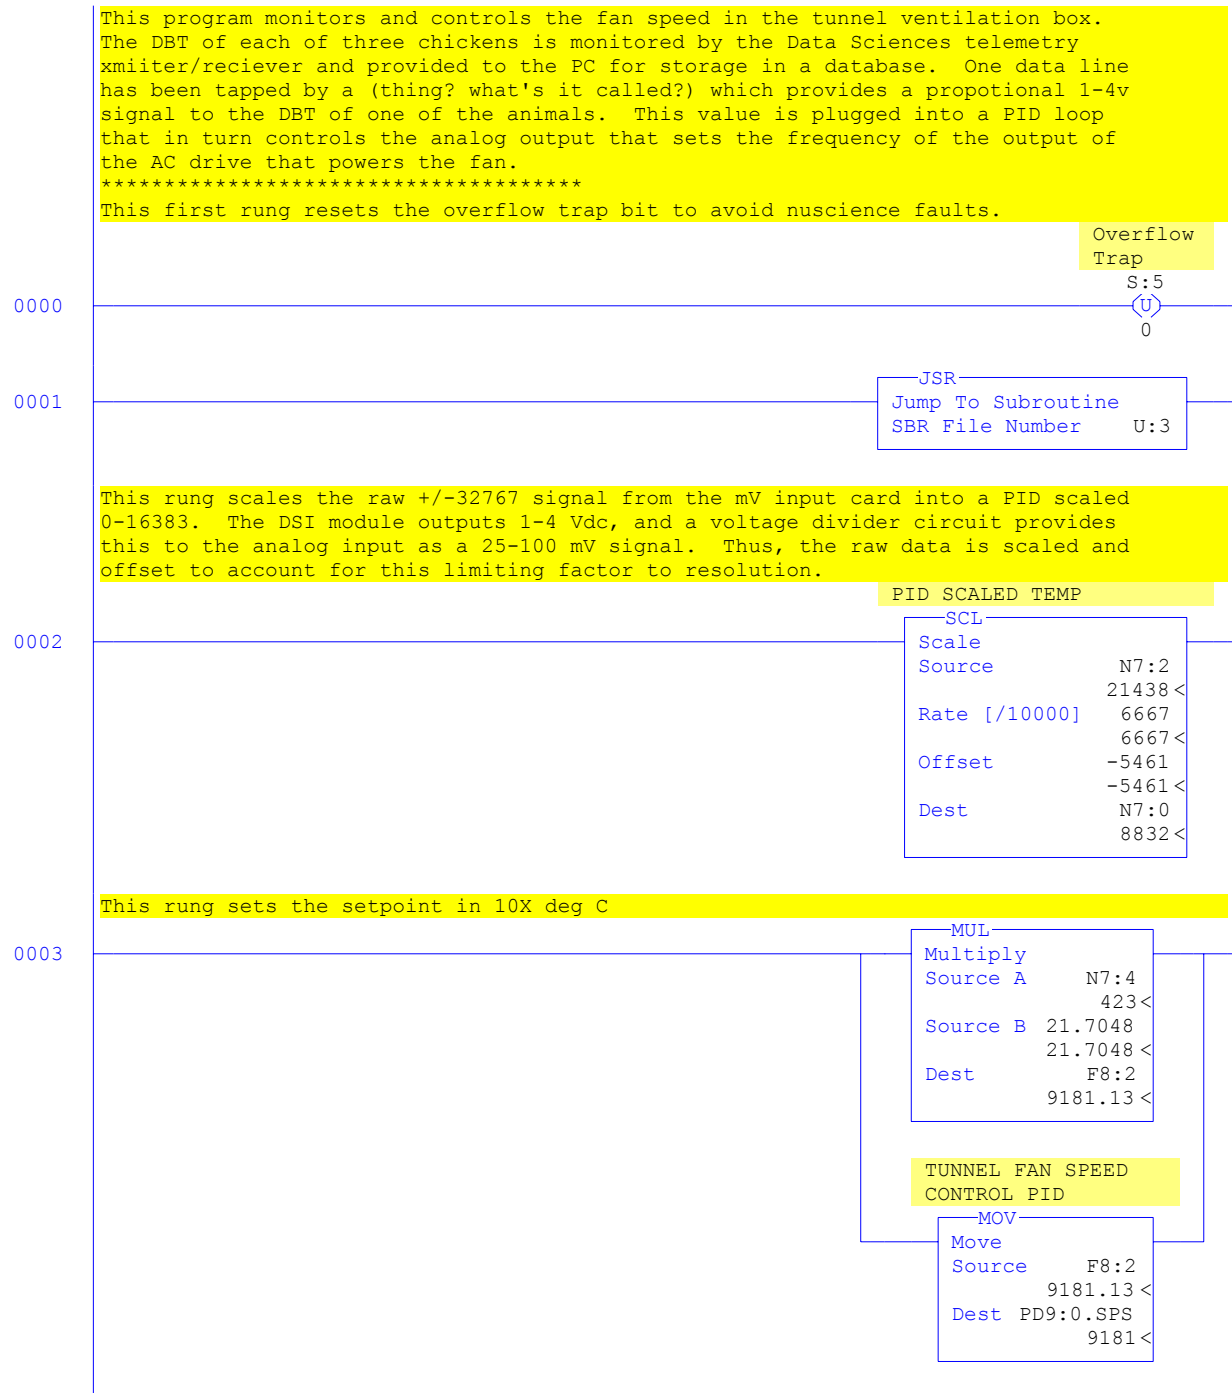 This program monitors and controls the fan speed in the tunnel ventilation box.
The DBT of each of three chickens is monitored by the Data Sciences telemetry
xmiiter/reciever and provided to the PC for storage in a database.  One data line
has been tapped by a (thing? what's it called?) which provides a propotional 1-4v
signal to the DBT of one of the animals.  This value is plugged into a PID loop
that in turn controls the analog output that sets the frequency of the output of
the AC drive that powers the fan.
**************************************
This first rung resets the overflow trap bit to avoid nuscience faults.
Overflow
Trap
S:5
0000
U
0
JSR
0001
Jump To Subroutine
SBR File Number U:3
This rung scales the raw +/-32767 signal from the mV input card into a PID scaled
0-16383.  The DSI module outputs 1-4 Vdc, and a voltage divider circuit provides
this to the analog input as a 25-100 mV signal.  Thus, the raw data is scaled and
offset to account for this limiting factor to resolution.
PID SCALED TEMP
SCL
0002
Scale
Source N7:2
21438<
Rate [/10000] 6667
6667<
Offset -5461
-5461<
Dest N7:0
8832<
This rung sets the setpoint in 10X deg C
MUL
0003
Multiply
Source A N7:4
423<
Source B 21.7048
21.7048<
Dest F8:2
9181.13<
TUNNEL FAN SPEED
CONTROL PID
MOV
Move
Source F8:2
9181.13<
Dest PD9:0.SPS
9181<